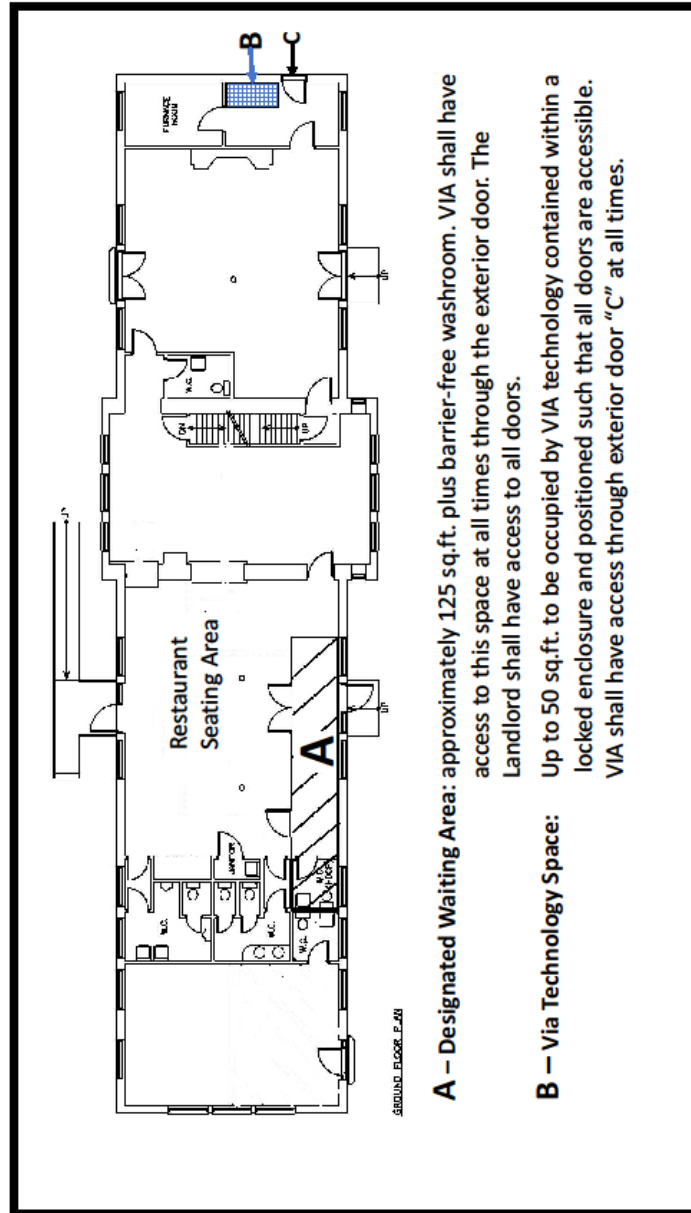 B
C
FURNACE
ROOM
UP
W.C.
DN
UP
UP
Restaurant
Seating Area
A
UP
JANITOR
W.C.
W.C.
W.C.
W.C.
GROUND FLOOR PLAN
A – Designated Waiting Area: approximately 125 sq.ft. plus barrier-free washroom. VIA shall have
access to this space at all times through the exterior door. The
Landlord shall have access to all doors.
B – Via Technology Space: Up to 50 sq.ft. to be occupied by VIA technology contained within a
locked enclosure and positioned such that all doors are accessible.
VIA shall have access through exterior door “C” at all times.